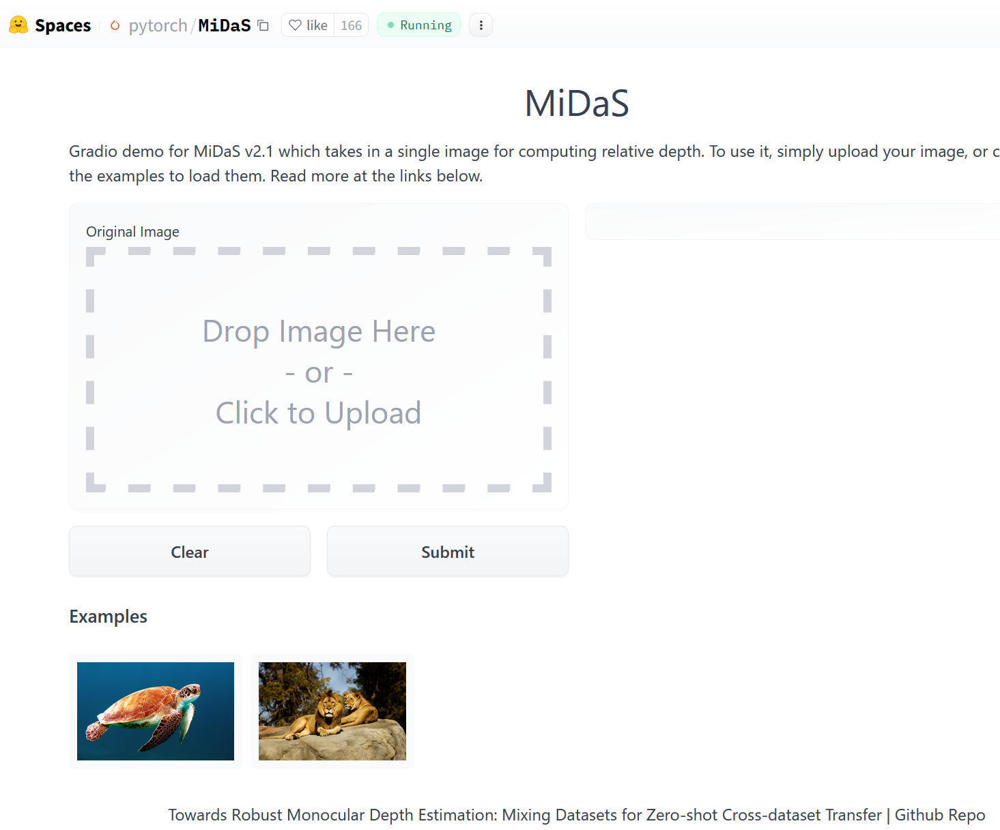 Spaces pytorch/MiDaS like 166 Running
MiDaS
Gradio demo for MiDaS v2.1 which takes in a single image for computing relative depth. To use it, simply upload your image, or
the examples to load them. Read more at the links below.
Original Image
Drop Image Here
- or -
Click to Upload
Clear Submit
Examples
Towards Robust Monocular Depth Estimation: Mixing Datasets for Zero-shot Cross-dataset Transfer | Github Repo